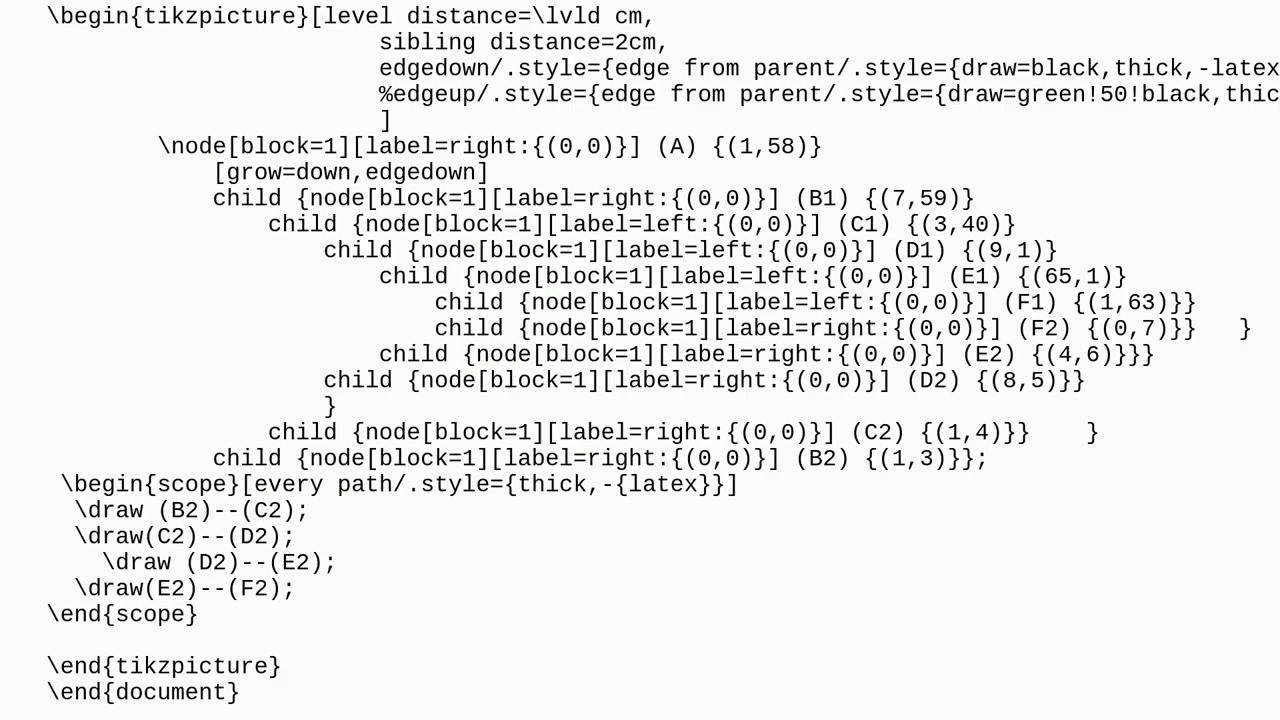 \begin{tikzpicture}[level distance=\lvld cm,
sibling distance=2cm,
edgedown/.style={edge from parent/.style={draw=black,thick,-latex
%edgeup/.style={edge from parent/.style={draw=green!50!black,thic
]
\node[block=1][label=right:{(0,0)}] (A) {(1,58)}
[grow=down,edgedown]
child {node[block=1][label=right:{(0,0)}] (B1) {(7,59)}
child {node[block=1][label=left:{(0,0)}] (C1) {(3,40)}
child {node[block=1][label=left:{(0,0)}] (D1) {(9,1)}
child {node[block=1][label=left:{(0,0)}] (E1) {(65,1)}
child {node[block=1][label=left:{(0,0)}] (F1) {(1,63)}}
child {node[block=1][label=right:{(0,0)}] (F2) {(0,7)}}   }
child {node[block=1][label=right:{(0,0)}] (E2) {(4,6)}}}
child {node[block=1][label=right:{(0,0)}] (D2) {(8,5)}}
}
child {node[block=1][label=right:{(0,0)}] (C2) {(1,4)}}    }
child {node[block=1][label=right:{(0,0)}] (B2) {(1,3)}};
\begin{scope}[every path/.style={thick,-{latex}}]
\draw (B2)--(C2);
\draw(C2)--(D2);
\draw (D2)--(E2);
\draw(E2)--(F2);
\end{scope}
\end{tikzpicture}
\end{document}